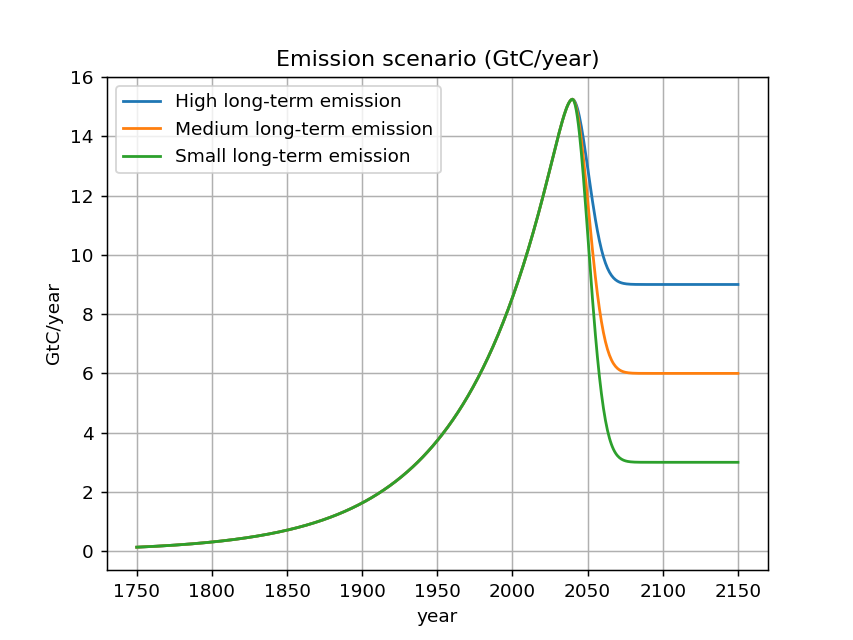 Emission scenario (GtC/year)
High long-term emission
Medium long-term emission
Small long-term emission
16
14
12
10
8
6
4
2
0
GtC/year
1750 1800 1850 1900 1950 2000 2050 2100 2150
year